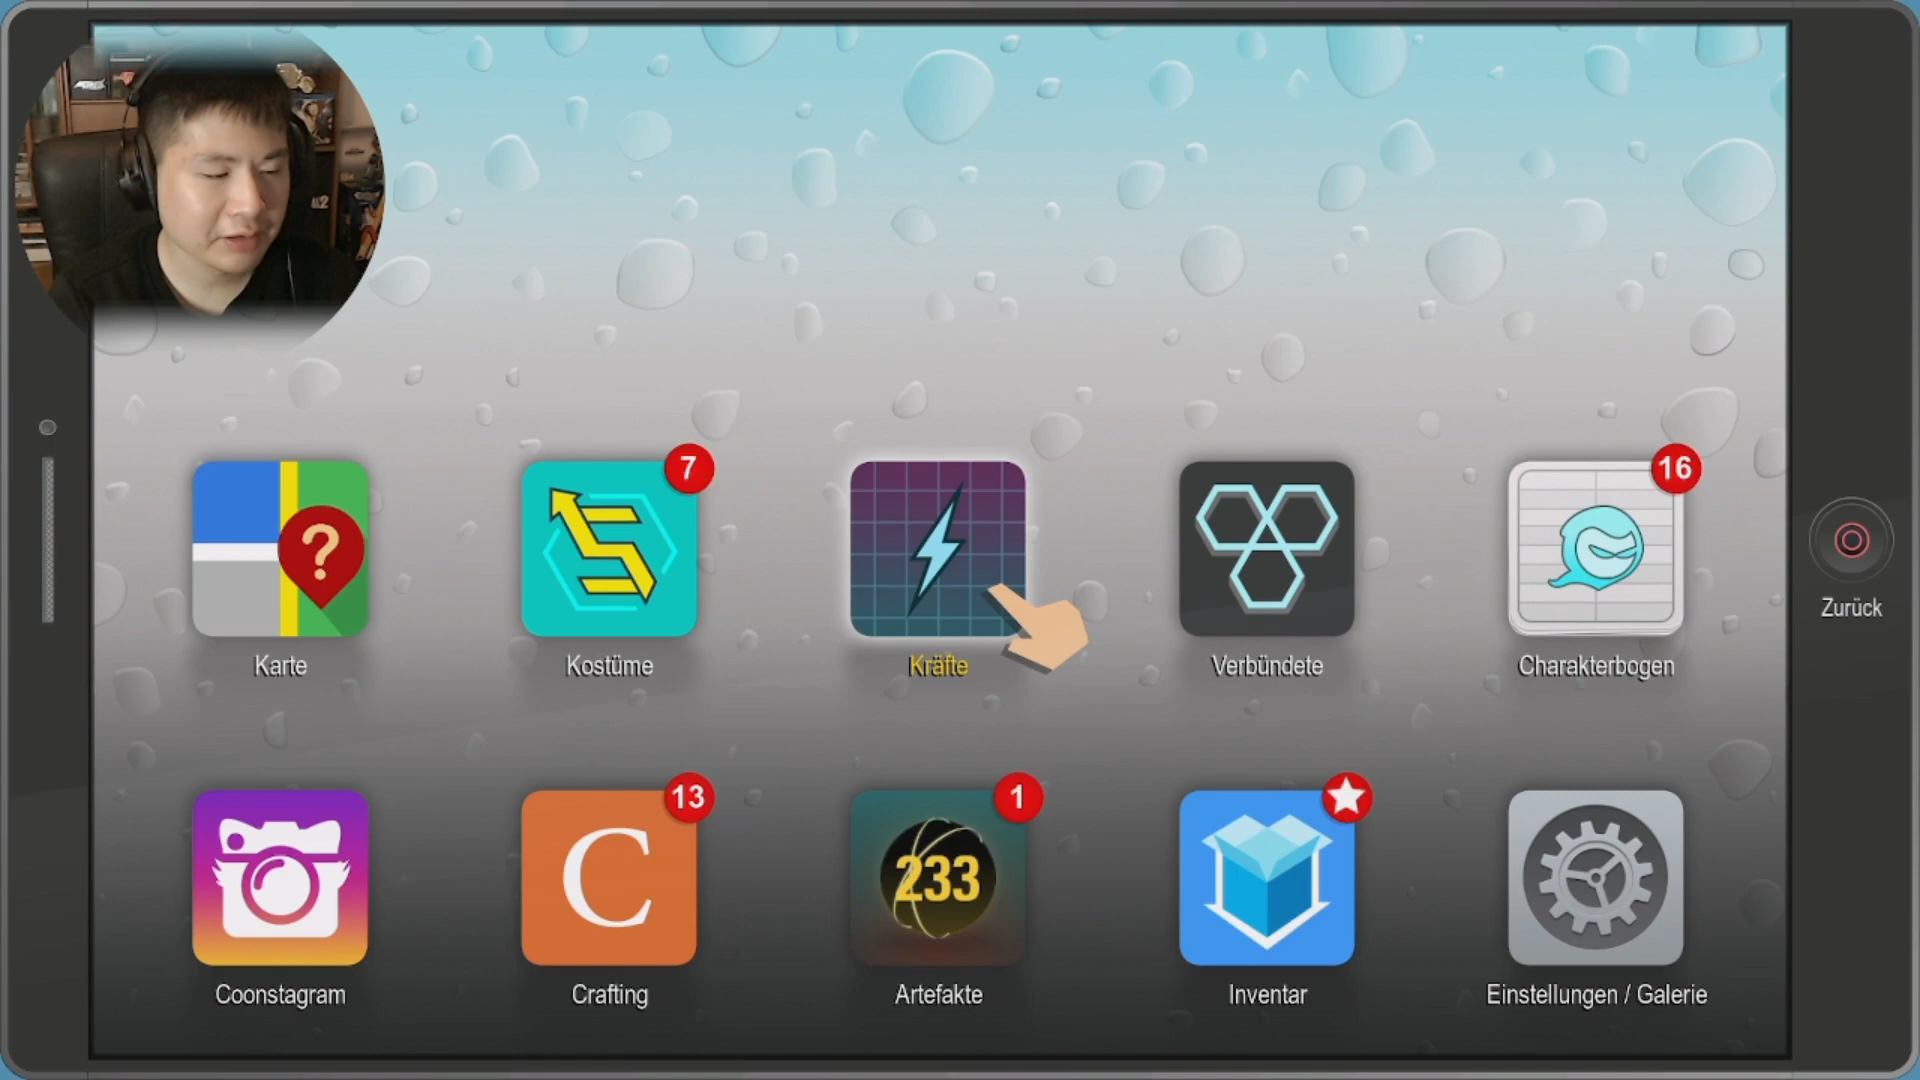 7
16
?
Karte
Kostüme
Kräfte
Verbündete
Charakterbogen
Zurück
13
1
C
233
Coonstagram
Crafting
Artefakte
Inventar
Einstellungen / Galerie